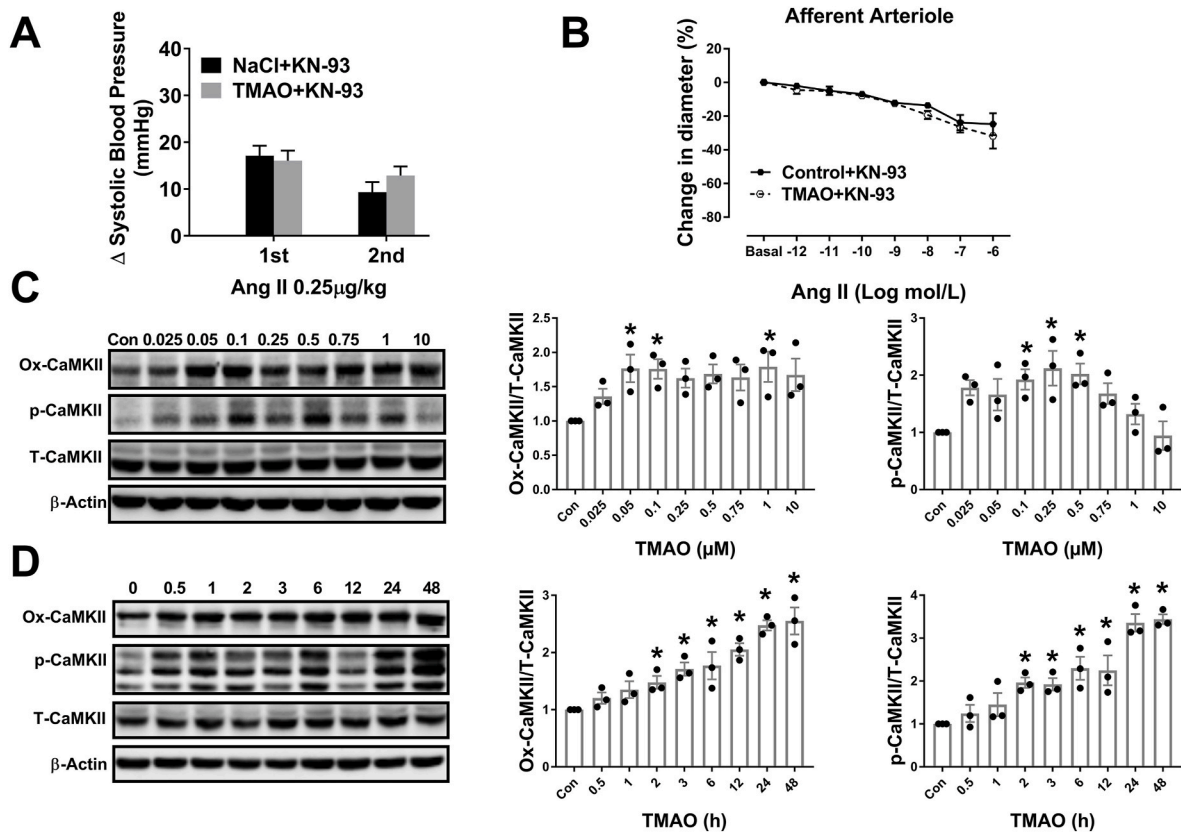 A
Δ Systolic Blood Pressure
(mmHg)
40
30
20
10
0
NaCl+KN-93
TMAO+KN-93
1st 2nd
Ang II 0.25μg/kg
B
Afferent Arteriole
Change in diameter (%)
0
-20
-40
-60
-80
Control+KN-93
TMAO+KN-93
Basal -12 -11 -10 -9 -8 -7 -6
Ang II (Log mol/L)
C
Con 0.025 0.05 0.1 0.25 0.5 0.75 1 10
Ox-CaMKII
p-CaMKII
T-CaMKII
β-Actin
Ox-CaMKII/T-CaMKII
2.5
2.0
1.5
1.0
0.5
0.0
* * *
Con 0.025 0.05 0.1 0.25 0.5 0.75 1 10
TMAO (μM)
p-CaMKII/T-CaMKII
3
2
1
0
* * *
Con 0.025 0.05 0.1 0.25 0.5 0.75 1 10
TMAO (μM)
D
0 0.5 1 2 3 6 12 24 48
Ox-CaMKII
p-CaMKII
T-CaMKII
β-Actin
Ox-CaMKII/T-CaMKII
3
2
1
0
* * * * * *
Con 0.5 1 2 3 6 12 24 48
TMAO (h)
p-CaMKII/T-CaMKII
4
3
2
1
0
* * * * * *
Con 0.5 1 2 3 6 12 24 48
TMAO (h)